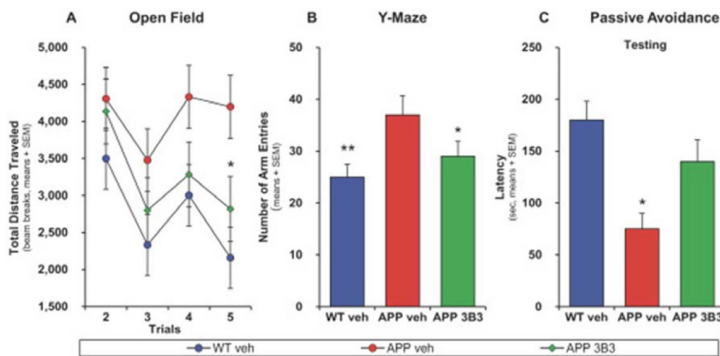 A Open Field
5,000
4,500
4,000
3,500
3,000
2,500
2,000
1,500
Total Distance Traveled
(beam breaks, means + SEM)
*
2 3 4 5
Trials
B Y-Maze
50
40
30
20
10
0
Number of Arm Entries
(means + SEM)
**
*
WT veh APP veh APP 3B3
C Passive Avoidance
Testing
250
200
150
100
50
0
Latency
(sec, means + SEM)
*
WT veh APP veh APP 3B3
WT veh APP veh APP 3B3